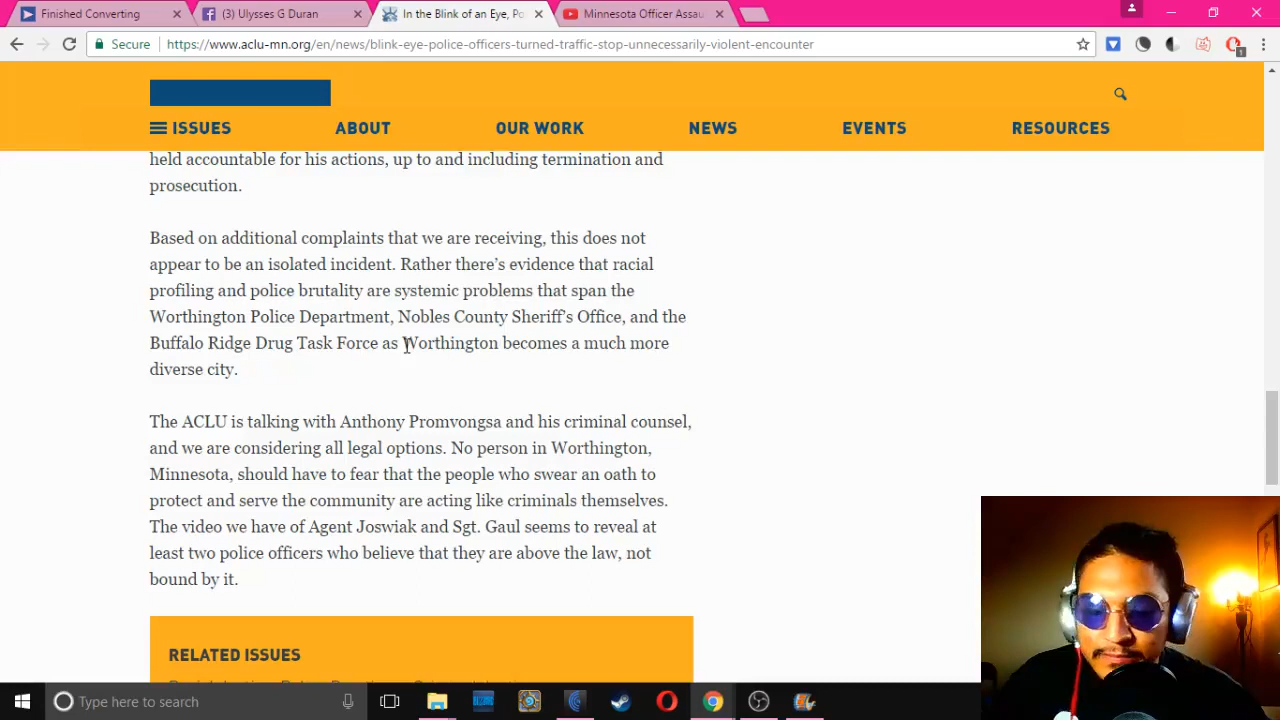 Finished Converting
(3) Ulysses G Duran
In the Blink of an Eye, Po
Minnesota Officer Assau
Secure
https://www.aclu-mn.org/en/news/blink-eye-police-officers-turned-traffic-stop-unnecessarily-violent-encounter
1
ISSUES ABOUT OUR WORK NEWS EVENTS RESOURCES
held accountable for his actions, up to and including termination and
prosecution.
Based on additional complaints that we are receiving, this does not
appear to be an isolated incident. Rather there’s evidence that racial
profiling and police brutality are systemic problems that span the
Worthington Police Department, Nobles County Sheriff’s Office, and the
Buffalo Ridge Drug Task Force as Worthington becomes a much more
diverse city.
The ACLU is talking with Anthony Promvongsa and his criminal counsel,
and we are considering all legal options. No person in Worthington,
Minnesota, should have to fear that the people who swear an oath to
protect and serve the community are acting like criminals themselves.
The video we have of Agent Joswiak and Sgt. Gaul seems to reveal at
least two police officers who believe that they are above the law, not
bound by it.
RELATED ISSUES
Type here to search